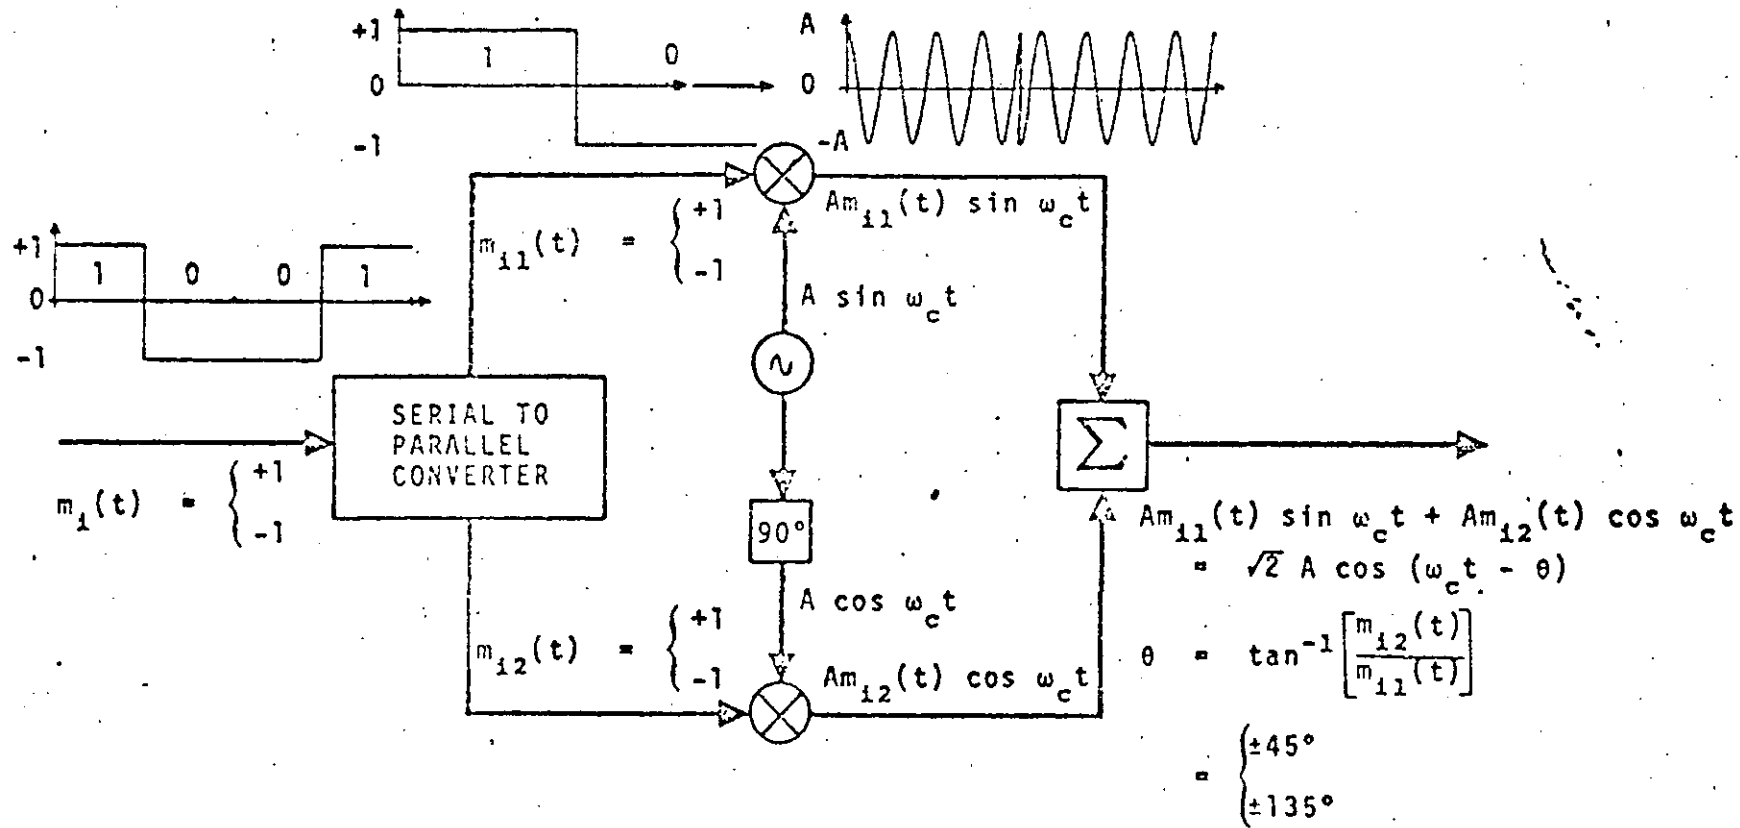 +1
1
0
0
-1
A
0
-A
+1
1 0 0 1
0
-1
m_i(t) = { +1
-1
SERIAL TO
PARALLEL
CONVERTER
m_i1(t) = { +1
-1
Am_i1(t) sin ω_c t
A sin ω_c t
∿
90°
A cos ω_c t
m_i2(t) = { +1
-1
Am_i2(t) cos ω_c t
Σ
Am_i1(t) sin ω_c t + Am_i2(t) cos ω_c t
= √2 A cos (ω_c t - θ)
θ = tan⁻¹ [m_i2(t) / m_i1(t)]
= { ±45°
±135°